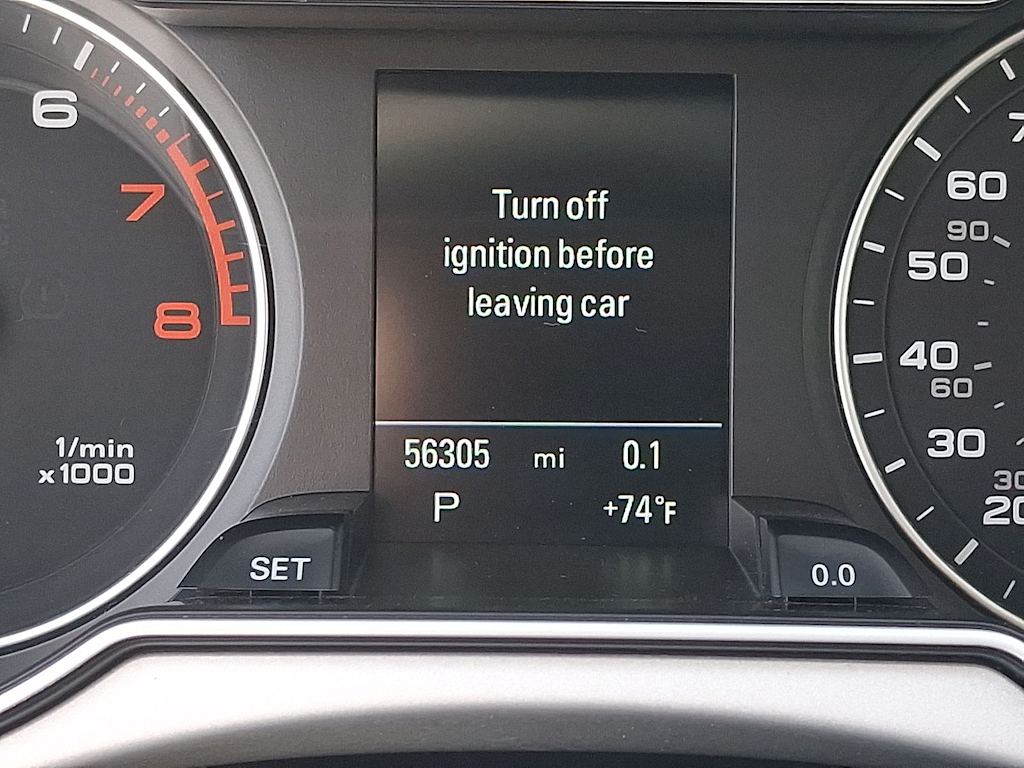 6
7
8
1/min
x1000
Turn off
ignition before
leaving car
56305 mi 0.1
P +74°F
SET
0.0
60
90
50
40
60
30
30
20